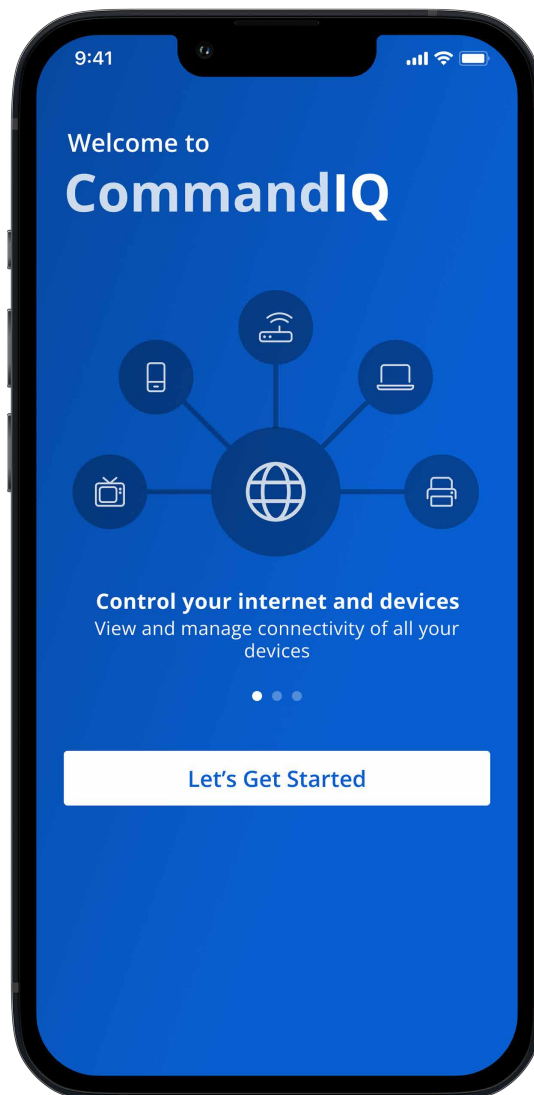 9:41
Welcome to
CommandIQ
Control your internet and devices
View and manage connectivity of all your
devices
Let’s Get Started